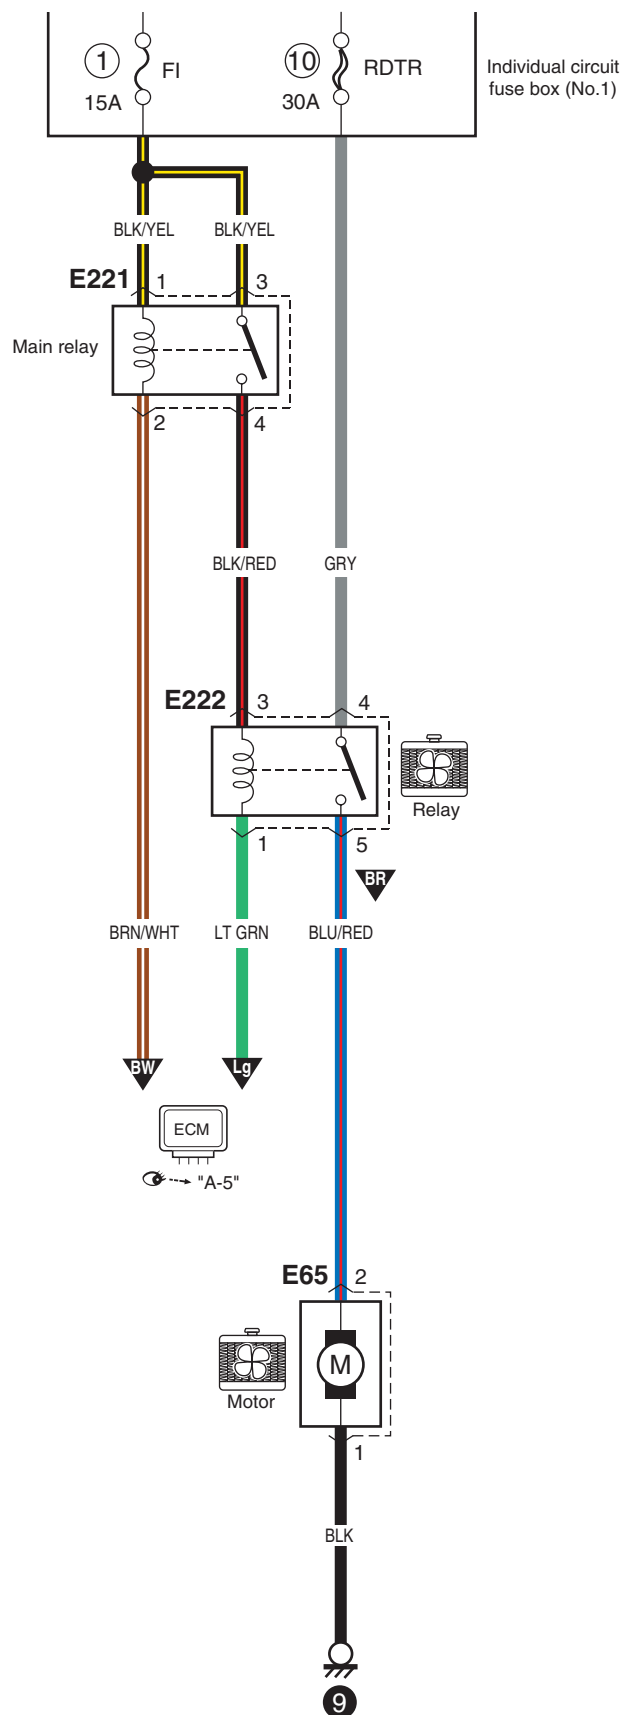 1
FI
15A
10
RDTR
30A
Individual circuit
fuse box (No.1)
BLK/YEL
BLK/YEL
E221
1
3
Main relay
2
4
BLK/RED
GRY
E222
3
4
Relay
1
5
BR
BRN/WHT
LT GRN
BLU/RED
BW
Lg
ECM
"A-5"
E65
2
M
Motor
1
BLK
9